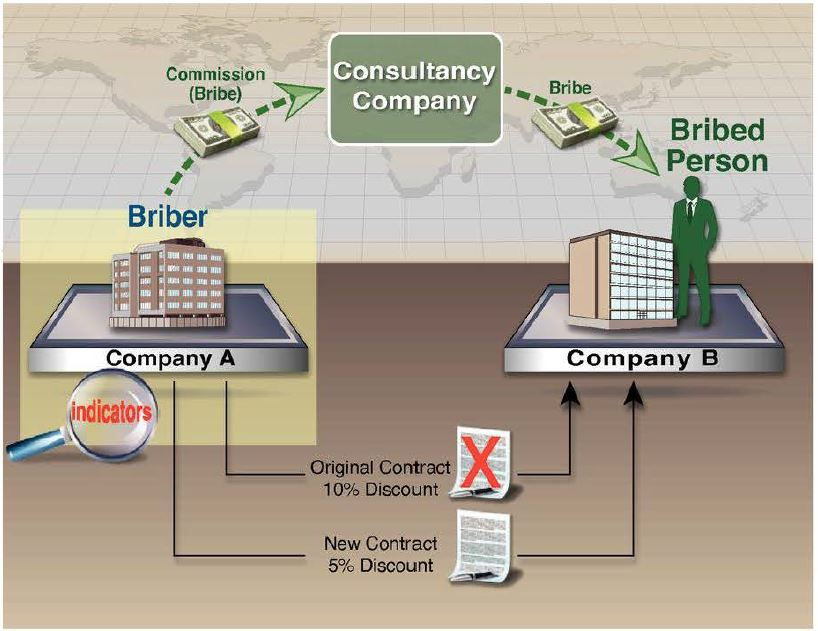 Commission
(Bribe)
Consultancy
Company
Bribe
Bribed
Person
Briber
Company A
Company B
indicators
Original Contract
10% Discount
X
New Contract
5% Discount